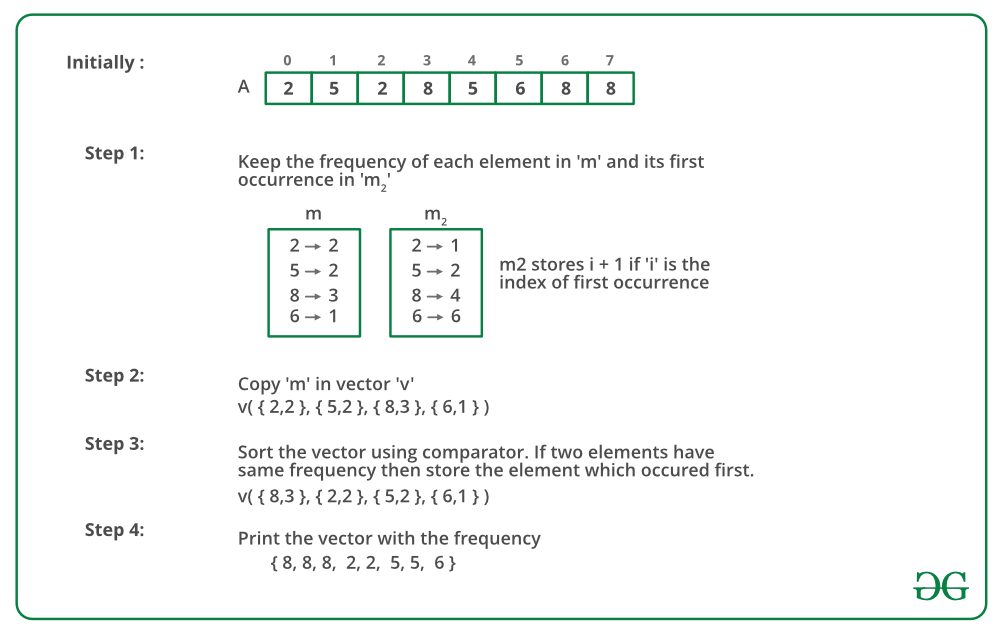 Initially :
0 1 2 3 4 5 6 7
A 2 5 2 8 5 6 8 8
Step 1:
Keep the frequency of each element in 'm' and its first
occurrence in 'm₂'
m m₂
2 → 2 2 → 1
5 → 2 5 → 2
8 → 3 8 → 4
6 → 1 6 → 6
m2 stores i + 1 if 'i' is the
index of first occurrence
Step 2:
Copy 'm' in vector 'v'
v( { 2,2 }, { 5,2 }, { 8,3 }, { 6,1 } )
Step 3:
Sort the vector using comparator. If two elements have
same frequency then store the element which occured first.
v( { 8,3 }, { 2,2 }, { 5,2 }, { 6,1 } )
Step 4:
Print the vector with the frequency
{ 8, 8, 8, 2, 2, 5, 5, 6 }